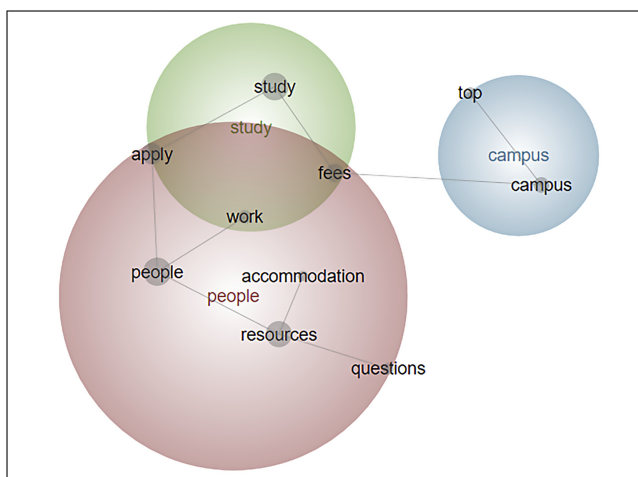 study
top
study
apply
campus
fees
campus
work
people
accommodation
people
resources
questions